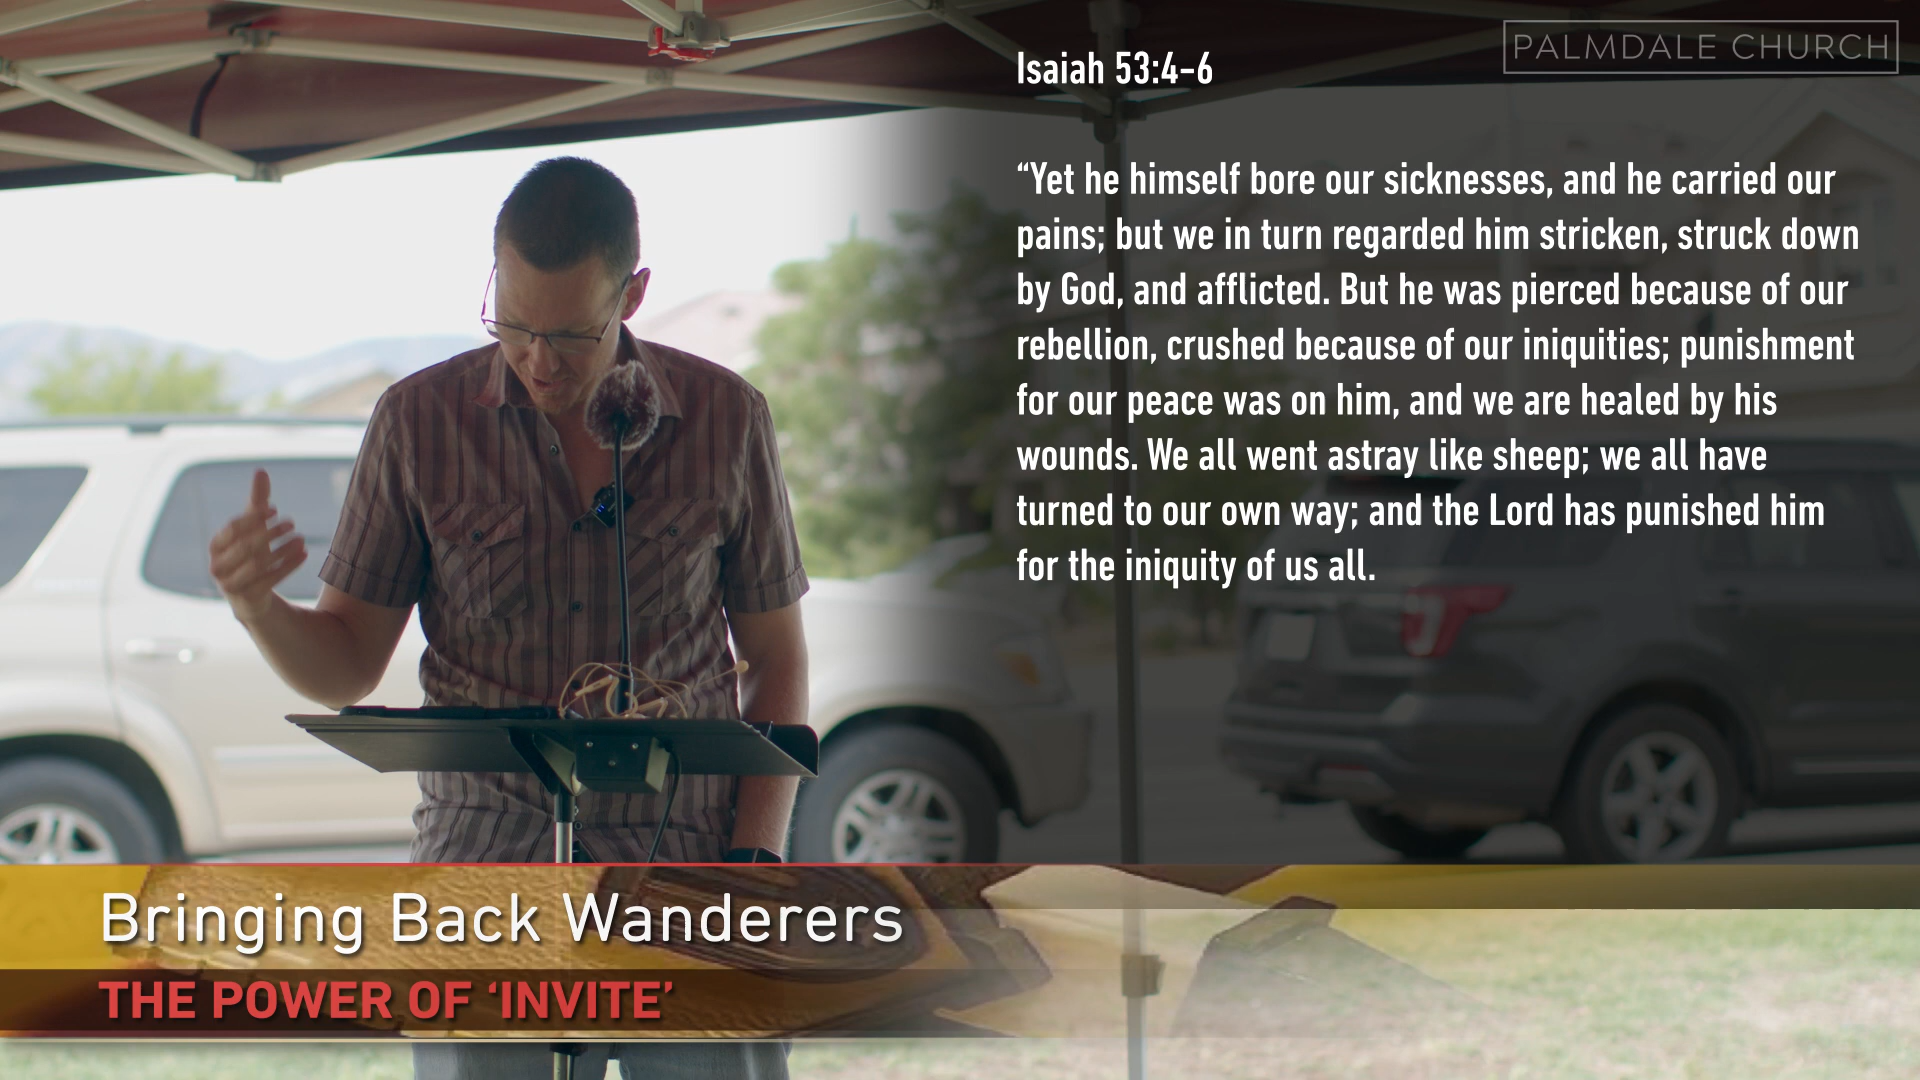 PALMDALE CHURCH
Isaiah 53:4-6
“Yet he himself bore our sicknesses, and he carried our
pains; but we in turn regarded him stricken, struck down
by God, and afflicted. But he was pierced because of our
rebellion, crushed because of our iniquities; punishment
for our peace was on him, and we are healed by his
wounds. We all went astray like sheep; we all have
turned to our own way; and the Lord has punished him
for the iniquity of us all.
Bringing Back Wanderers
THE POWER OF ‘INVITE’